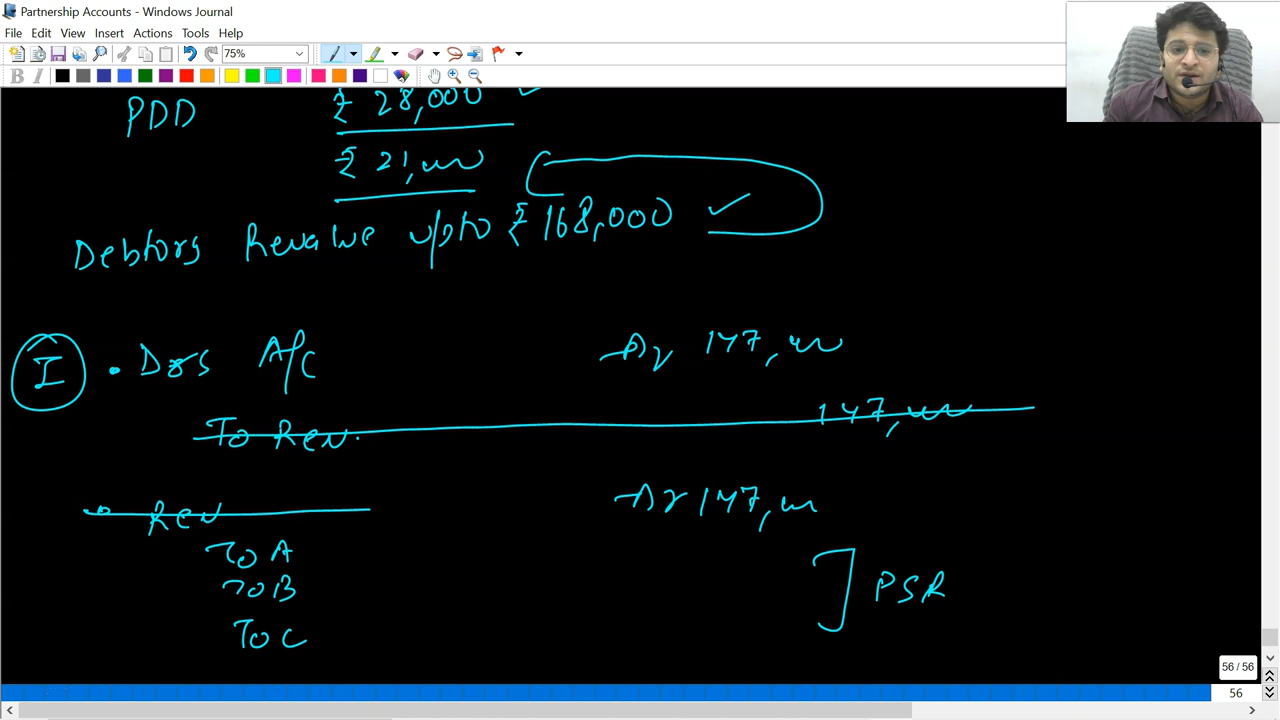 Partnership Accounts - Windows Journal
File Edit View Insert Actions Tools Help
75%
B I
PDD ₹ 28,000
₹ 21,000
Debtors Revalue upto ₹ 168,000
I . Drs A/C Dr 147,000
To Rev. 147,000
Rev Dr 147,000
To A
To B
To C
PSR
56 / 56
56